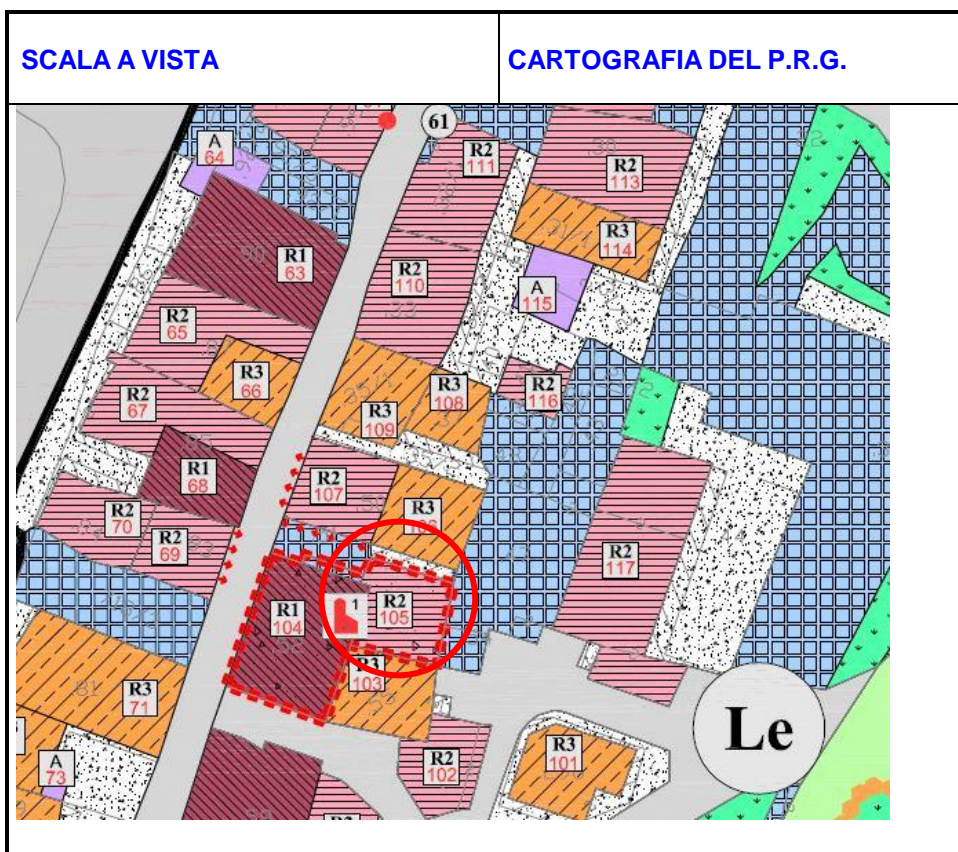 SCALA A VISTA
CARTOGRAFIA DEL P.R.G.
61
A
64
R2
111
R2
113
R3
114
R1
63
R2
110
A
115
R2
65
R3
66
R3
108
R2
116
R2
67
R3
109
R1
68
R2
107
R2
70
R2
69
R3
R2
117
R1
104
1
R2
105
R3
103
R3
71
Le
R2
102
R3
101
A
73